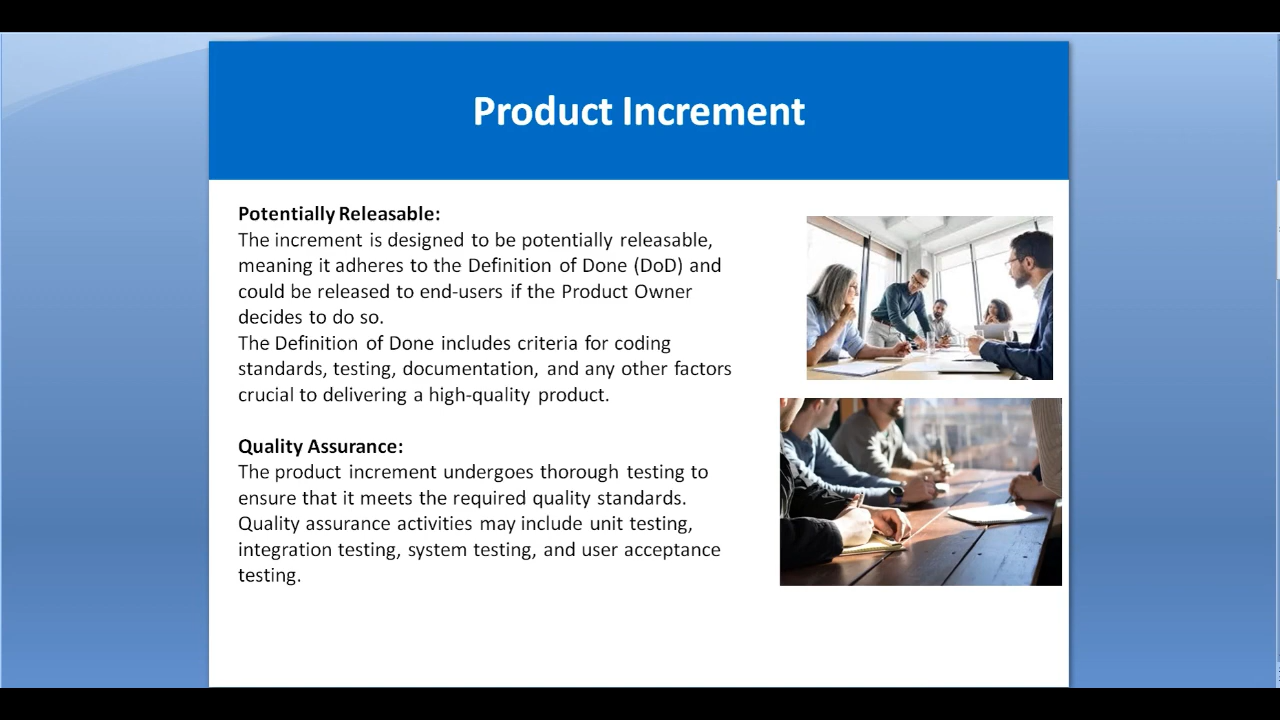 Product Increment
Potentially Releasable:
The increment is designed to be potentially releasable,
meaning it adheres to the Definition of Done (DoD) and
could be released to end-users if the Product Owner
decides to do so.
The Definition of Done includes criteria for coding
standards, testing, documentation, and any other factors
crucial to delivering a high-quality product.
Quality Assurance:
The product increment undergoes thorough testing to
ensure that it meets the required quality standards.
Quality assurance activities may include unit testing,
integration testing, system testing, and user acceptance
testing.